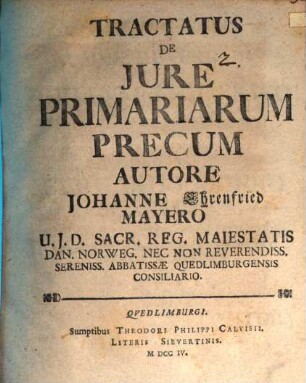 TRACTATUS
DE
JURE
2.
PRIMARIARUM
PRECUM
AUTORE
JOHANNE Ehrenfried
MAYERO
U. J. D. SACR. REG. MAIESTATIS
DAN. NORWEG. NEC NON REVERENDISS.
SERENISS. ABBATISSÆ QUEDLIMBURGENSIS
CONSILIARIO.
QVEDLIMBURGI.
Sumptibus THEODORI PHILIPPI CALVISII.
LITERIS SIEVERTINIS.
M DCC IV.